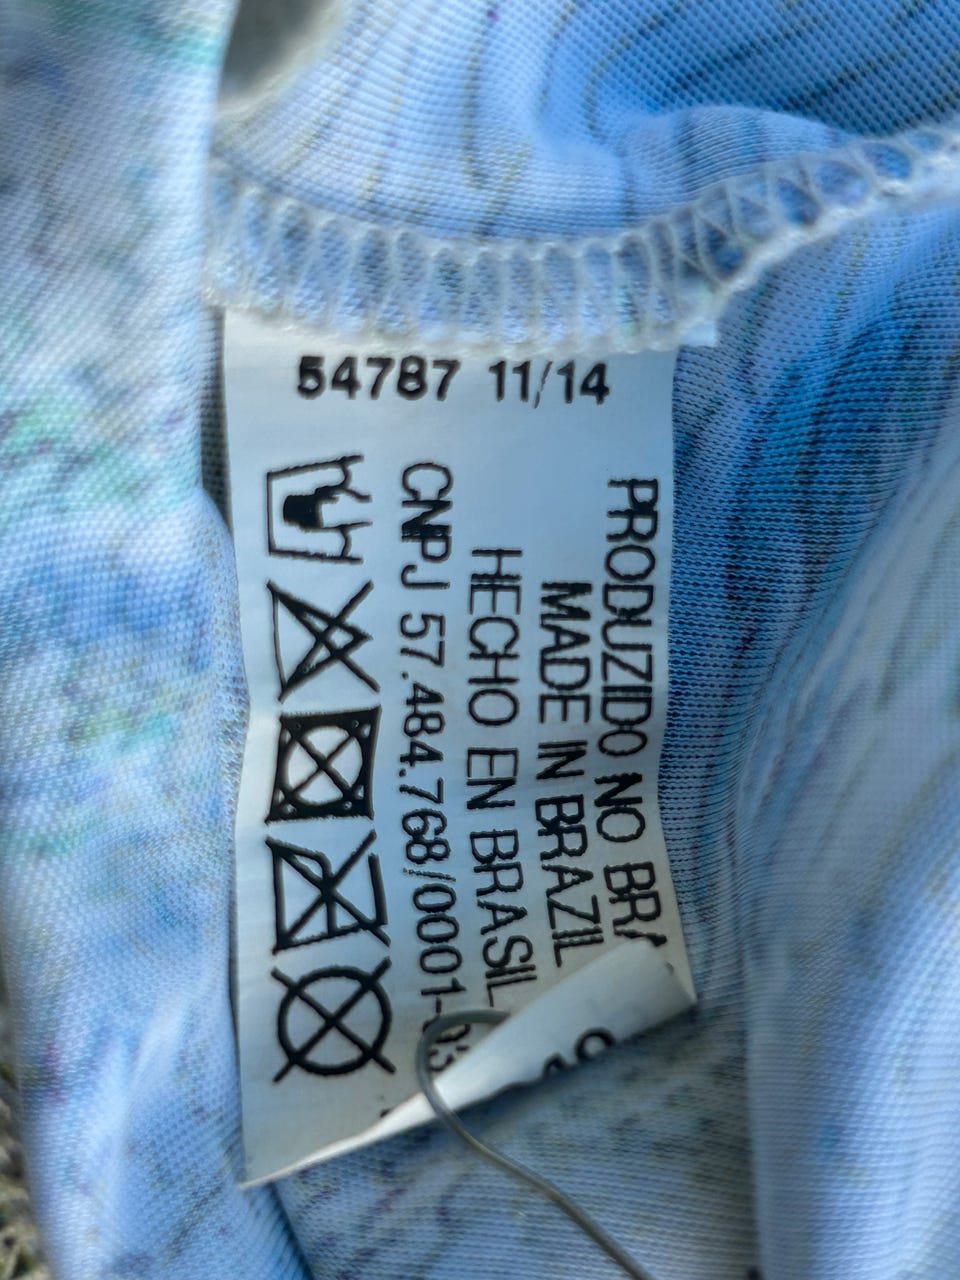 54787 11/14
PRODUZIDO NO
MADE IN BRAZIL
HECHO EN BRASIL
CNPJ 57.484.768/0001-